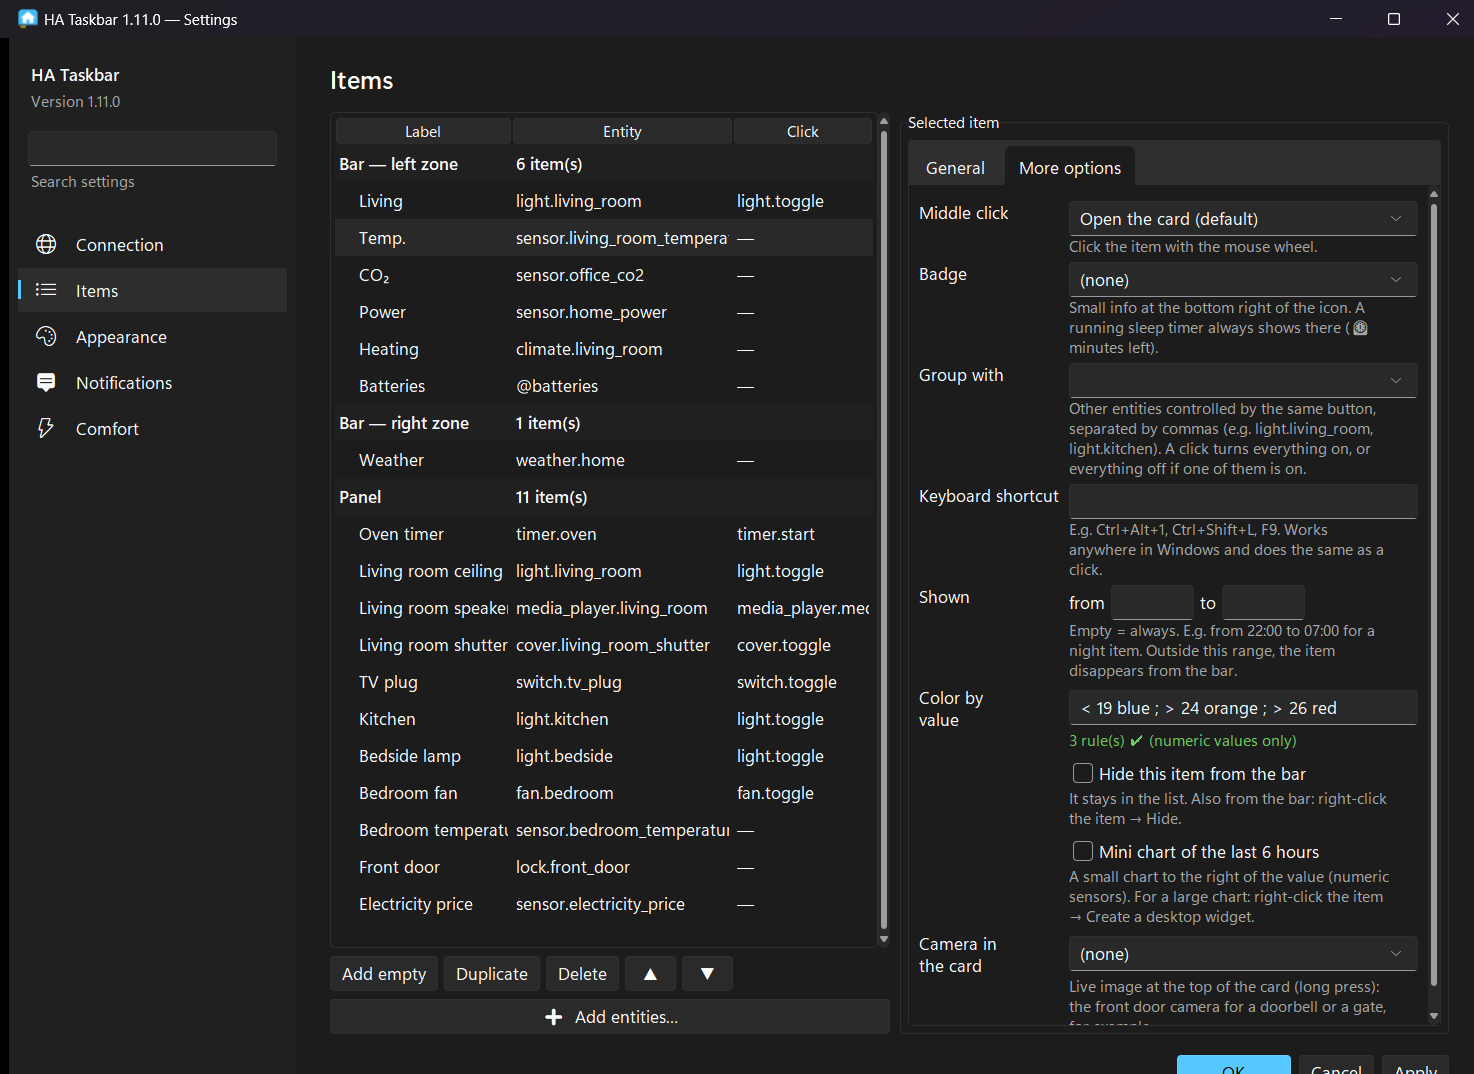 HA Taskbar 1.11.0 — Settings
HA Taskbar
Version 1.11.0
Search settings
Connection
Items
Appearance
Notifications
Comfort
Items
Label Entity Click
Bar — left zone 6 item(s)
Living light.living_room light.toggle
Temp. sensor.living_room_tempera —
CO₂ sensor.office_co2 —
Power sensor.home_power —
Heating climate.living_room —
Batteries @batteries —
Bar — right zone 1 item(s)
Weather weather.home —
Panel 11 item(s)
Oven timer timer.oven timer.start
Living room ceiling light.living_room light.toggle
Living room speaker media_player.living_room media_player.med
Living room shutter cover.living_room_shutter cover.toggle
TV plug switch.tv_plug switch.toggle
Kitchen light.kitchen light.toggle
Bedside lamp light.bedside light.toggle
Bedroom fan fan.bedroom fan.toggle
Bedroom temperatu sensor.bedroom_temperatur —
Front door lock.front_door —
Electricity price sensor.electricity_price —
Add empty Duplicate Delete ▲ ▼
+ Add entities...
Selected item
General More options
Middle click Open the card (default)
Click the item with the mouse wheel.
Badge (none)
Small info at the bottom right of the icon. A
running sleep timer always shows there (⏲
minutes left).
Group with
Other entities controlled by the same button,
separated by commas (e.g. light.living_room,
light.kitchen). A click turns everything on, or
everything off if one of them is on.
Keyboard shortcut
E.g. Ctrl+Alt+1, Ctrl+Shift+L, F9. Works
anywhere in Windows and does the same as a
click.
Shown from to
Empty = always. E.g. from 22:00 to 07:00 for a
night item. Outside this range, the item
disappears from the bar.
Color by
value
< 19 blue ; > 24 orange ; > 26 red
3 rule(s) ✔ (numeric values only)
Hide this item from the bar
It stays in the list. Also from the bar: right-click
the item → Hide.
Mini chart of the last 6 hours
A small chart to the right of the value (numeric
sensors). For a large chart: right-click the item
→ Create a desktop widget.
Camera in
the card
(none)
Live image at the top of the card (long press):
the front door camera for a doorbell or a gate,
for example.
OK Cancel Apply